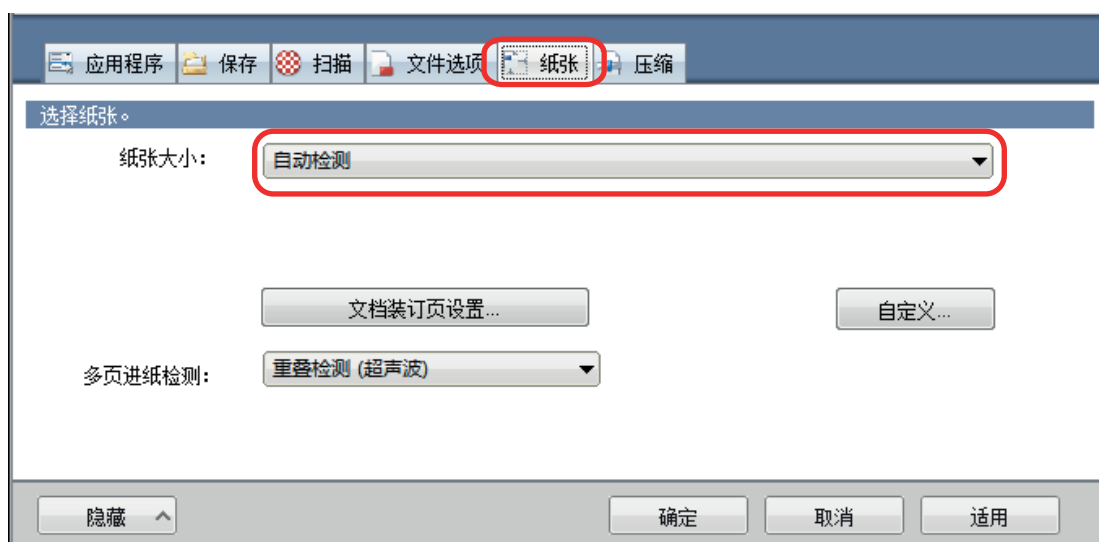 应用程序 保存 扫描 文件选项 纸张 压缩
选择纸张。
纸张大小： 自动检测
文档装订页设置... 自定义...
多页进纸检测： 重叠检测 (超声波)
隐藏 确定 取消 适用